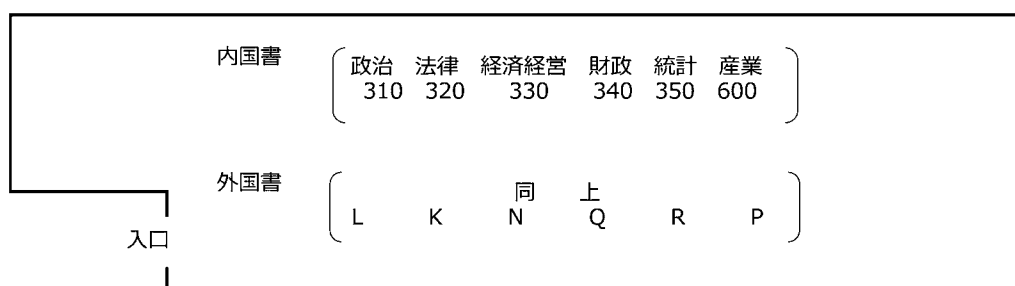 内国書
政治 法律 経済経営 財政 統計 産業
310 320 330 340 350 600
外国書
同 上
L K N Q R P
入口